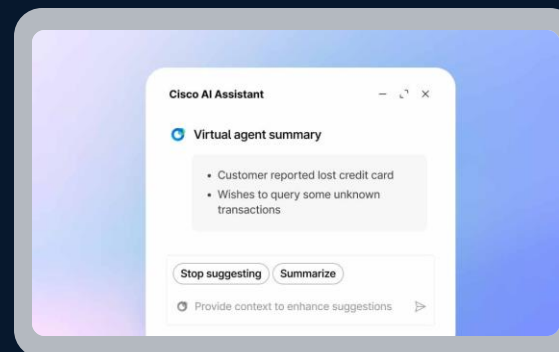 Cisco AI Assistant
Virtual agent summary
• Customer reported lost credit card
• Wishes to query some unknown
transactions
Stop suggesting Summarize
Provide context to enhance suggestions